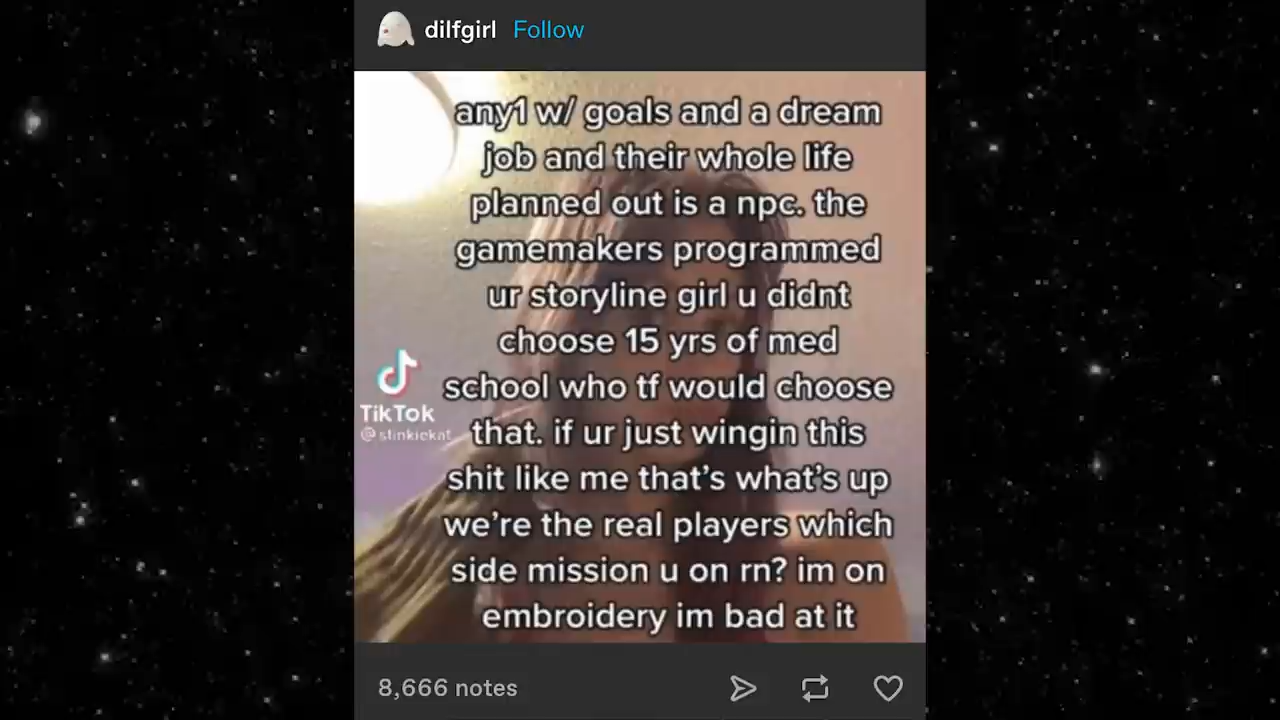 dilfgirl Follow
any1 w/ goals and a dream
job and their whole life
planned out is a npc. the
gamemakers programmed
ur storyline girl u didnt
choose 15 yrs of med
school who tf would choose
that. if ur just wingin this
shit like me that's what's up
we're the real players which
side mission u on rn? im on
embroidery im bad at it
TikTok
@stinkiekat
8,666 notes